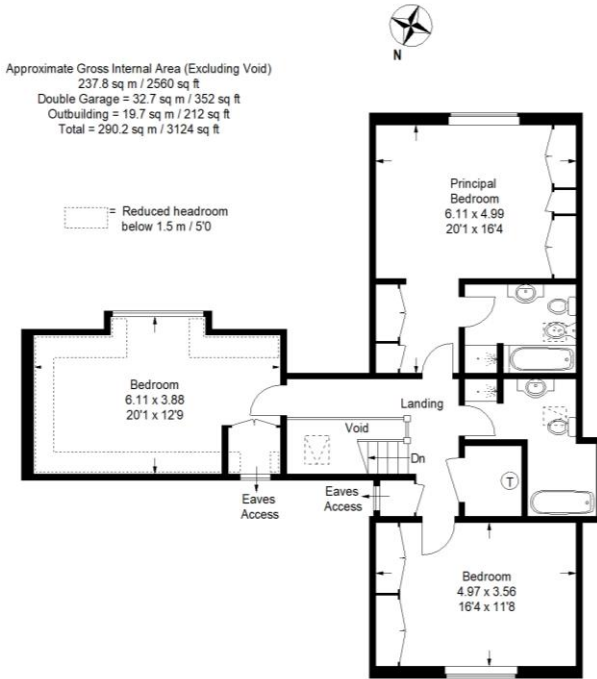 N
Approximate Gross Internal Area (Excluding Void)
237.8 sq m / 2560 sq ft
Double Garage = 32.7 sq m / 352 sq ft
Outbuilding = 19.7 sq m / 212 sq ft
Total = 290.2 sq m / 3124 sq ft
= Reduced headroom
below 1.5 m / 5'0
Principal
Bedroom
6.11 x 4.99
20'1 x 16'4
Bedroom
6.11 x 3.88
20'1 x 12'9
Landing
Void
Dn
Eaves
Access
Eaves
Access
T
Bedroom
4.97 x 3.56
16'4 x 11'8